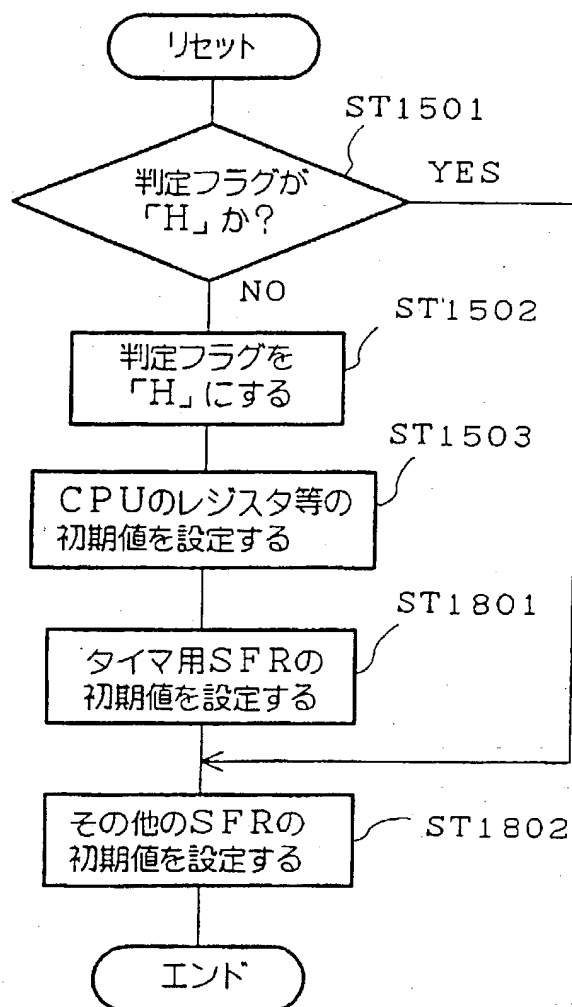 リセット
ST1501
判定フラグが
「H」か?
YES
NO
ST1502
判定フラグを
「H」にする
ST1503
CPUのレジスタ等の
初期値を設定する
ST1801
タイマ用SFRの
初期値を設定する
その他のSFRの
初期値を設定する
ST1802
エンド